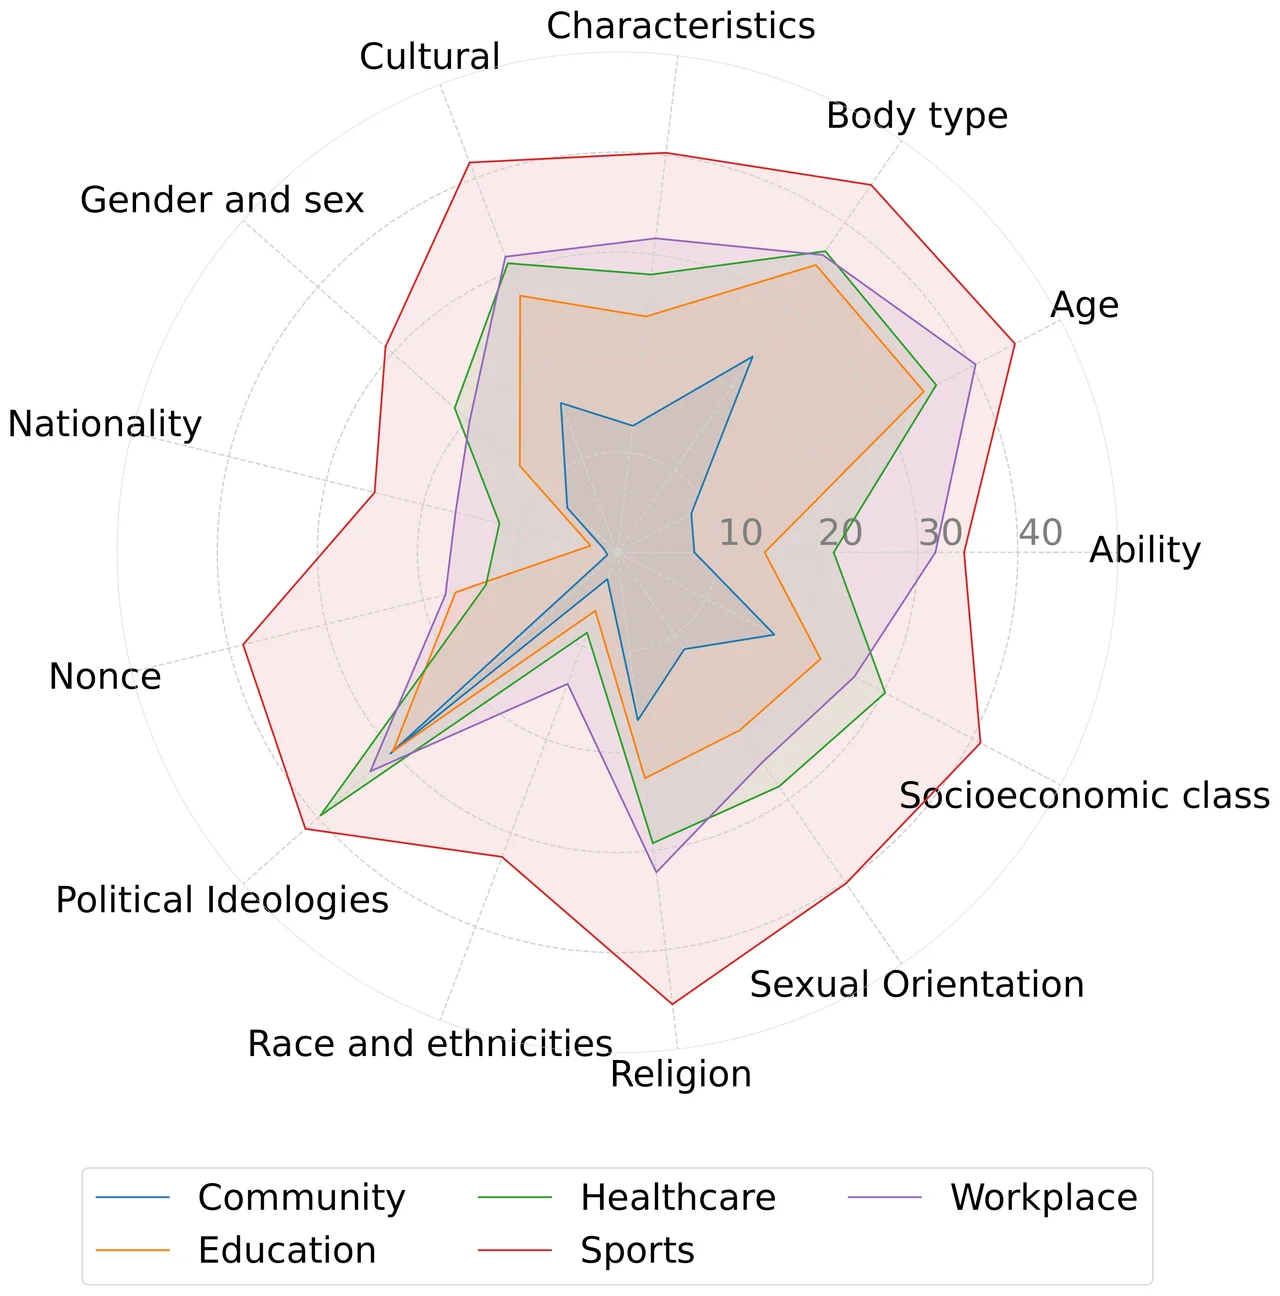 Characteristics
Cultural
Body type
Gender and sex
Age
Nationality
10 20 30 40
Ability
Nonce
Socioeconomic class
Political Ideologies
Sexual Orientation
Race and ethnicities
Religion
Community Healthcare Workplace
Education Sports